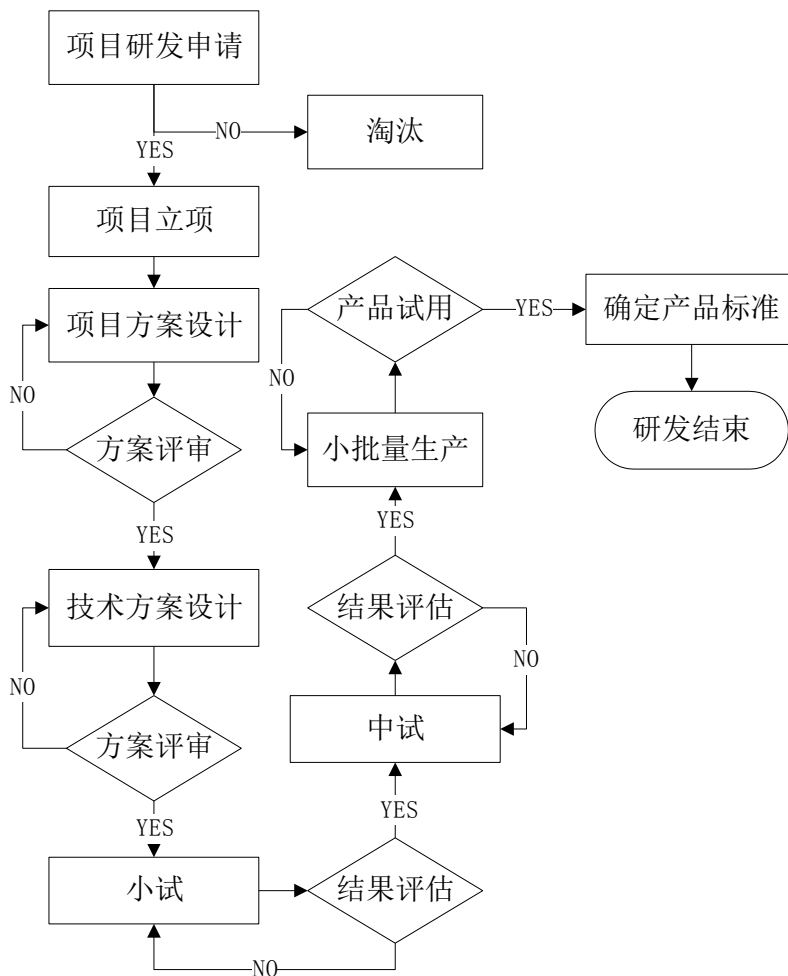 项目研发申请
NO
淘汰
YES
项目立项
项目方案设计
NO
方案评审
YES
技术方案设计
NO
方案评审
YES
小试
结果评估
NO
YES
中试
结果评估
NO
YES
小批量生产
NO
产品试用
YES
确定产品标准
研发结束